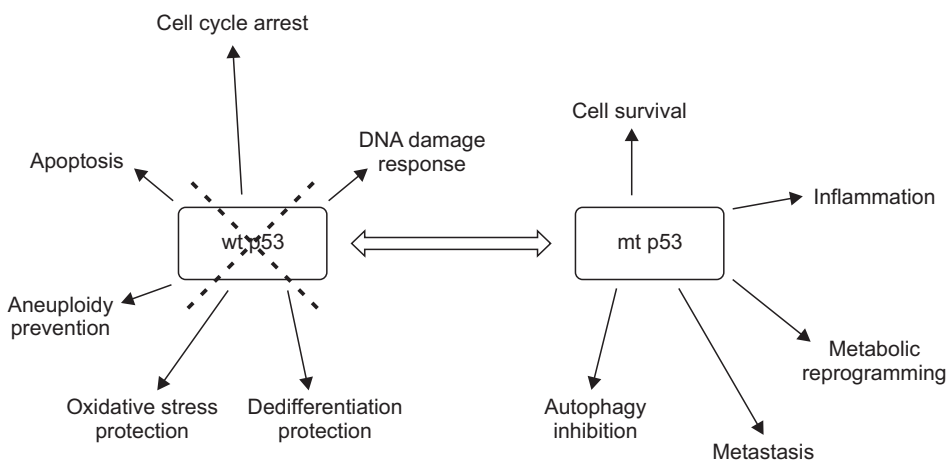 Cell cycle arrest
Apoptosis
DNA damage
response
wt p53
Aneuploidy
prevention
Oxidative stress
protection
Dedifferentiation
protection
Cell survival
Inflammation
mt p53
Metabolic
reprogramming
Autophagy
inhibition
Metastasis